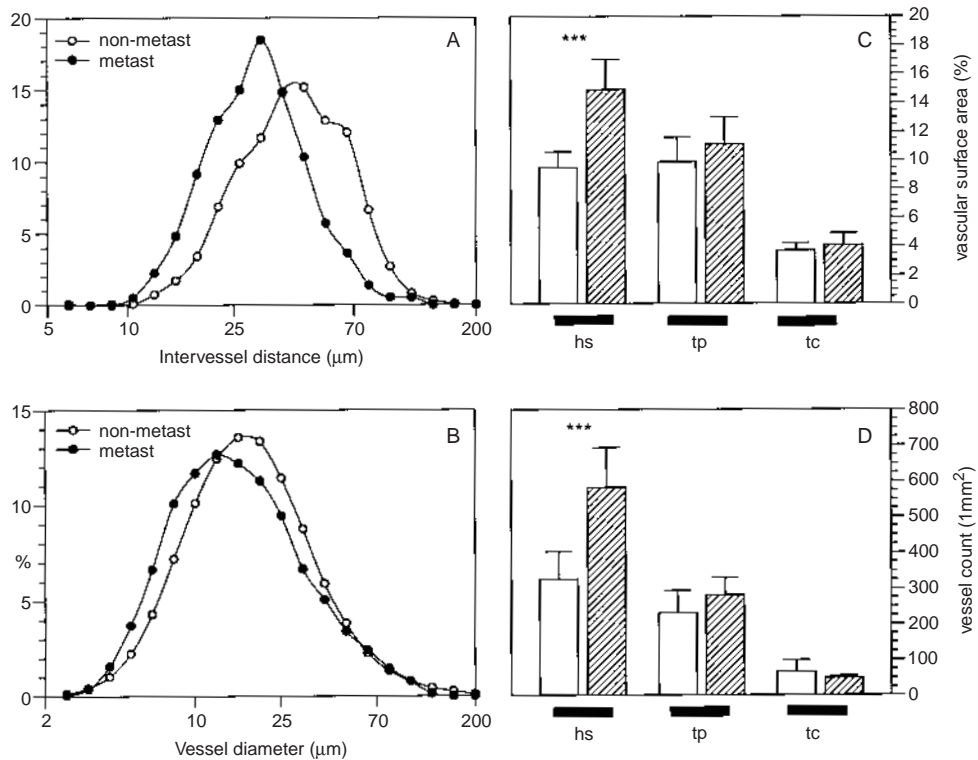 20
15
10
5
0
non-metast
metast
A
5 10 25 70 200
Intervessel distance (μm)
15
10
%
5
0
non-metast
metast
B
2 10 25 70 200
Vessel diameter (μm)
***
C
20
18
16
14
12
10
8
6
4
2
0
vascular surface area (%)
hs tp tc
***
D
800
700
600
500
400
300
200
100
0
vessel count (1mm²)
hs tp tc